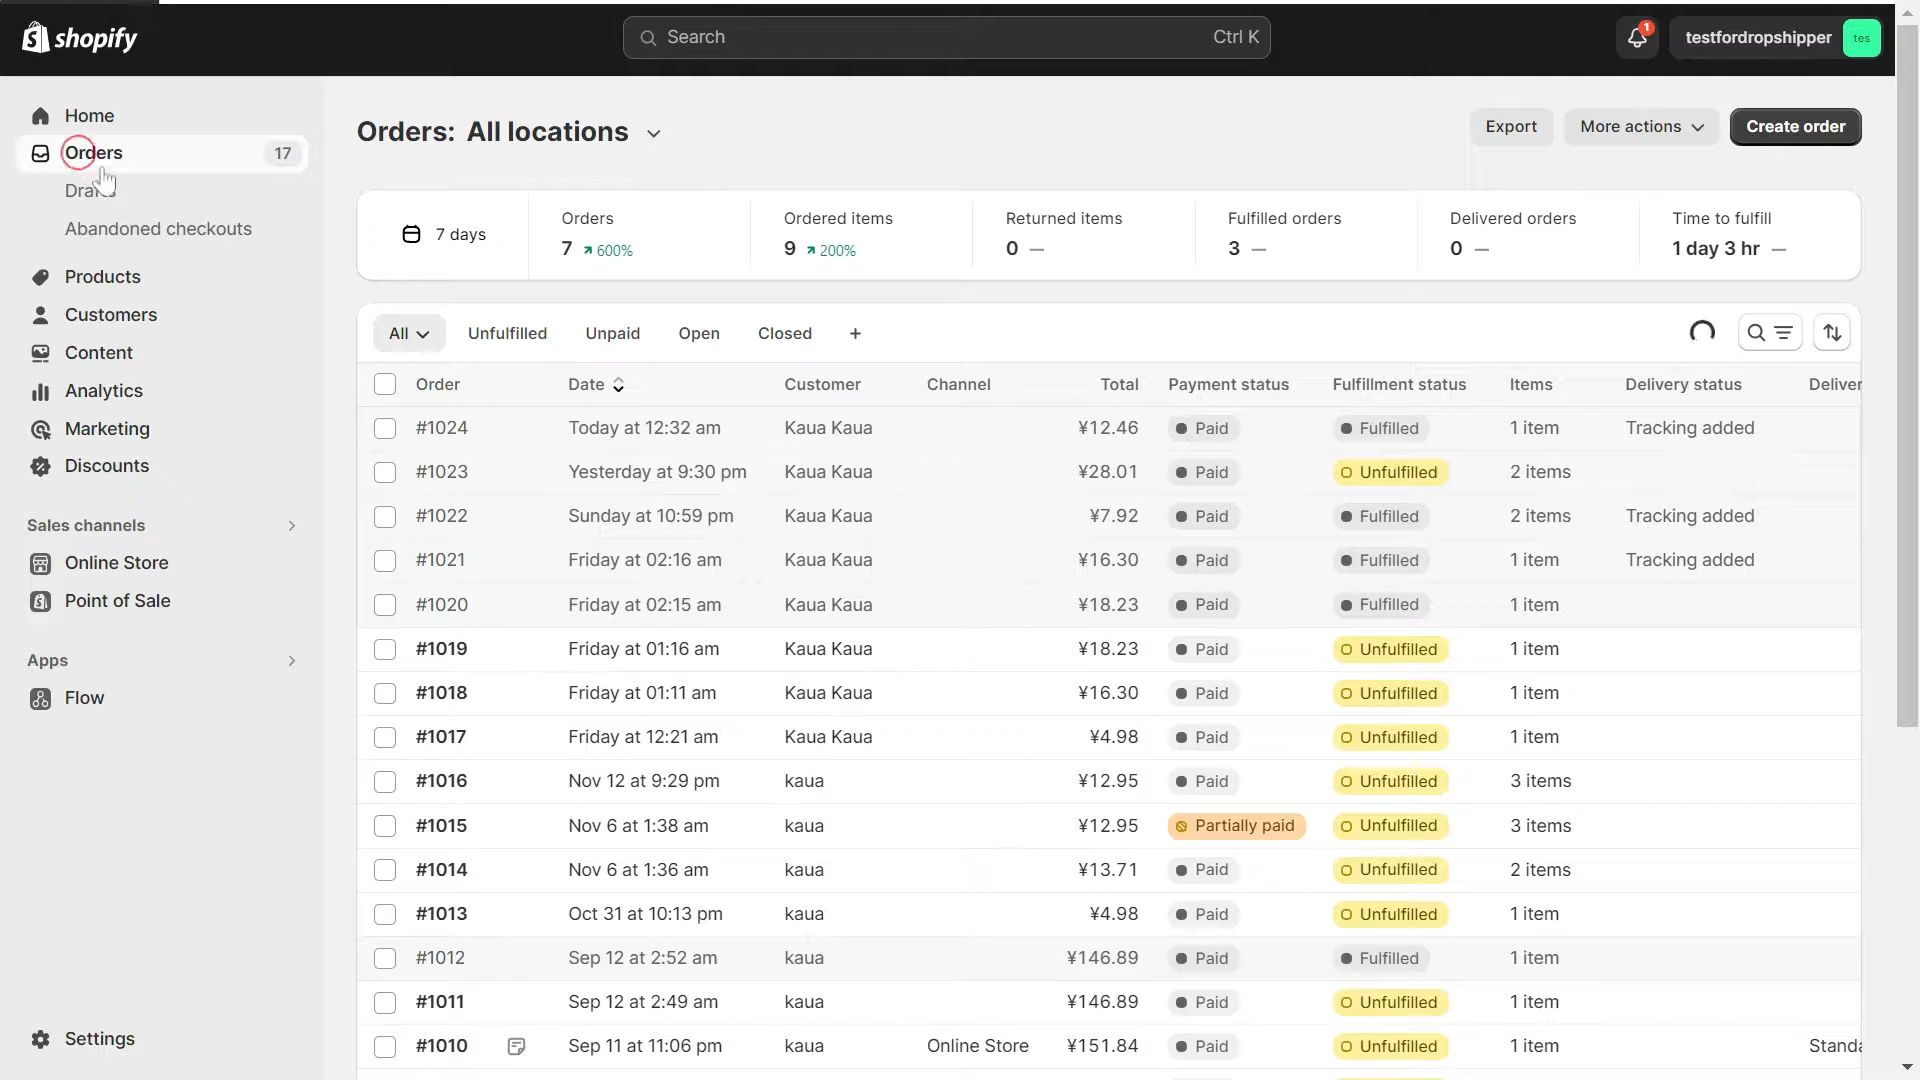 shopify
Search Ctrl K
1
testfordropshipper tes
Home
Orders 17
Drafts
Abandoned checkouts
Products
Customers
Content
Analytics
Marketing
Discounts
Sales channels
Online Store
Point of Sale
Apps
Flow
Settings
Orders: All locations
Export More actions Create order
7 days
Orders
7 600%
Ordered items
9 200%
Returned items
0 —
Fulfilled orders
3 —
Delivered orders
0 —
Time to fulfill
1 day 3 hr —
All Unfulfilled Unpaid Open Closed +
Order Date Customer Channel Total Payment status Fulfillment status Items Delivery status Deliver
#1024 Today at 12:32 am Kaua Kaua ¥12.46 Paid Fulfilled 1 item Tracking added
#1023 Yesterday at 9:30 pm Kaua Kaua ¥28.01 Paid Unfulfilled 2 items
#1022 Sunday at 10:59 pm Kaua Kaua ¥7.92 Paid Fulfilled 2 items Tracking added
#1021 Friday at 02:16 am Kaua Kaua ¥16.30 Paid Fulfilled 1 item Tracking added
#1020 Friday at 02:15 am Kaua Kaua ¥18.23 Paid Fulfilled 1 item
#1019 Friday at 01:16 am Kaua Kaua ¥18.23 Paid Unfulfilled 1 item
#1018 Friday at 01:11 am Kaua Kaua ¥16.30 Paid Unfulfilled 1 item
#1017 Friday at 12:21 am Kaua Kaua ¥4.98 Paid Unfulfilled 1 item
#1016 Nov 12 at 9:29 pm kaua ¥12.95 Paid Unfulfilled 3 items
#1015 Nov 6 at 1:38 am kaua ¥12.95 Partially paid Unfulfilled 3 items
#1014 Nov 6 at 1:36 am kaua ¥13.71 Paid Unfulfilled 2 items
#1013 Oct 31 at 10:13 pm kaua ¥4.98 Paid Unfulfilled 1 item
#1012 Sep 12 at 2:52 am kaua ¥146.89 Paid Fulfilled 1 item
#1011 Sep 12 at 2:49 am kaua ¥146.89 Paid Unfulfilled 1 item
#1010 Sep 11 at 11:06 pm kaua Online Store ¥151.84 Paid Unfulfilled 1 item Standa